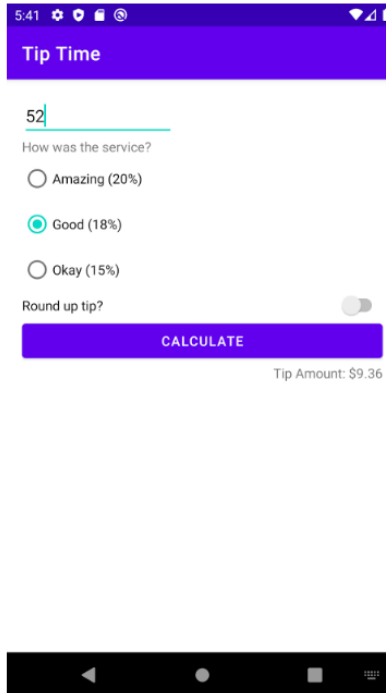 5:41
Tip Time
52
How was the service?
Amazing (20%)
Good (18%)
Okay (15%)
Round up tip?
CALCULATE
Tip Amount: $9.36